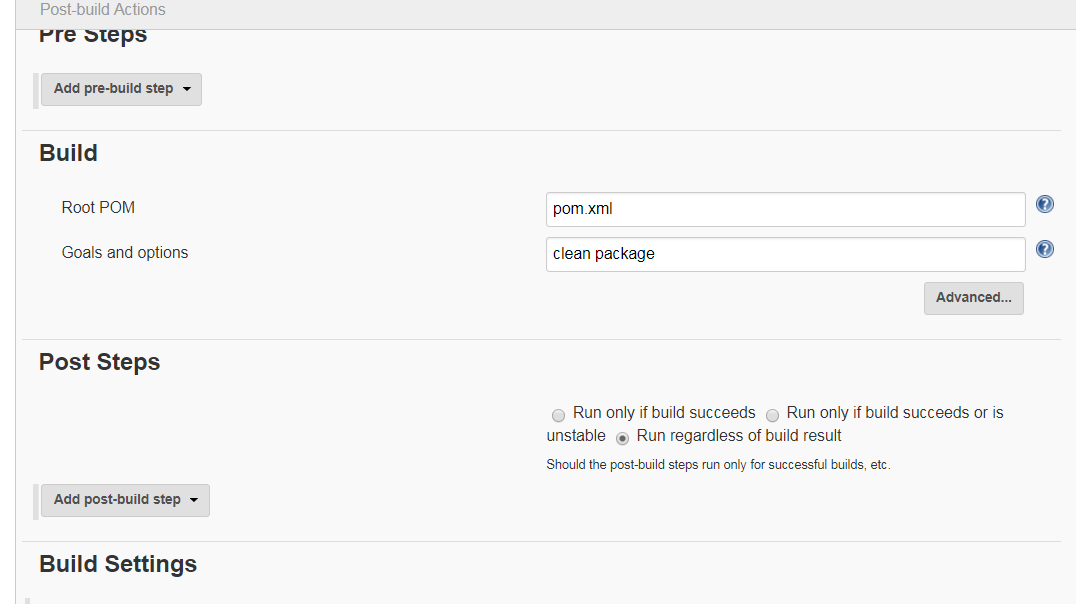 Post-build Actions
Pre Steps
Add pre-build step
Build
Root POM
pom.xml
Goals and options
clean package
Advanced...
Post Steps
Run only if build succeeds Run only if build succeeds or is
unstable Run regardless of build result
Should the post-build steps run only for successful builds, etc.
Add post-build step
Build Settings